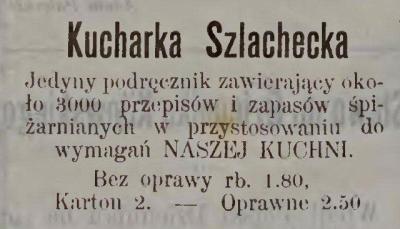 Kucharka Szlachecka
Jedyny podręcznik zawierający oko-
ło 3000 przepisów i zapasów śpi-
żarnianych w przystosowaniu do
wymagań NASZEJ KUCHNI.
Bez oprawy rb. 1.80,
Karton 2. — Oprawne 2.50